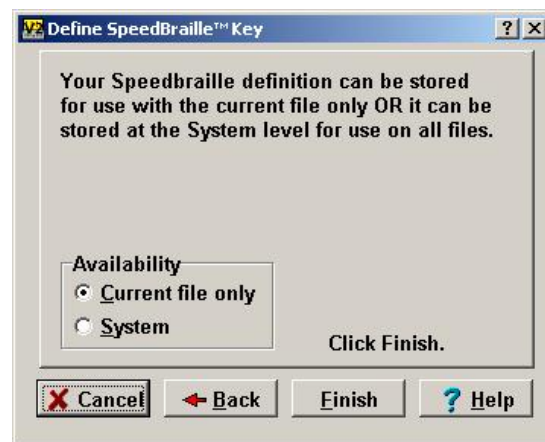 V2 Define SpeedBraille™ Key ? X
Your Speedbraille definition can be stored
for use with the current file only OR it can be
stored at the System level for use on all files.
Availability
Current file only
System
Click Finish.
Cancel Back Finish ? Help